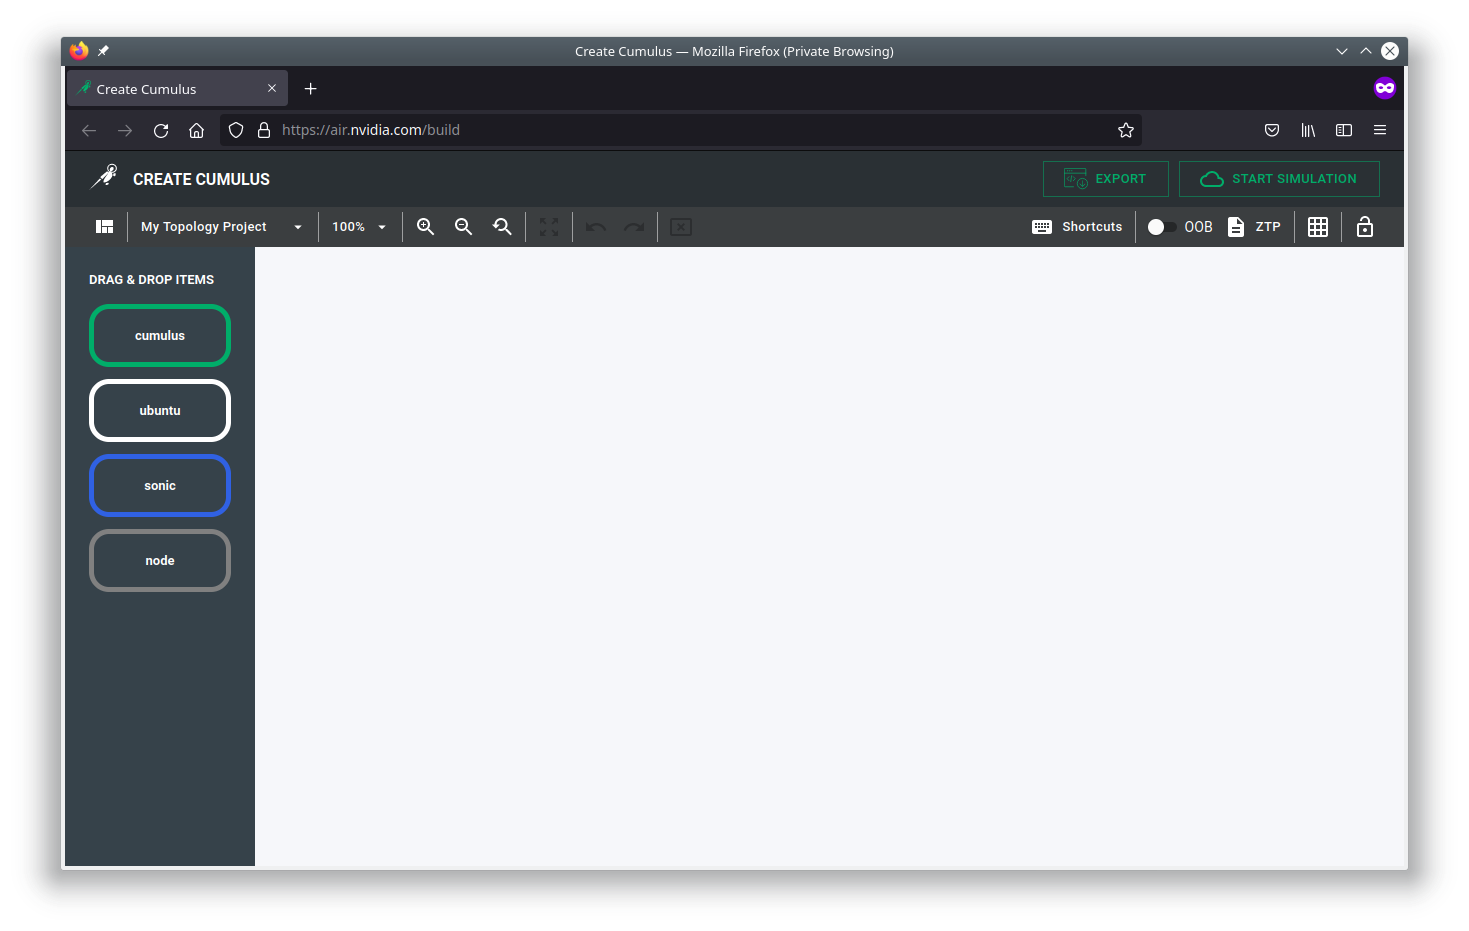 Create Cumulus — Mozilla Firefox (Private Browsing)
Create Cumulus
https://air.nvidia.com/build
CREATE CUMULUS
EXPORT
START SIMULATION
My Topology Project
100%
Shortcuts
OOB
ZTP
DRAG & DROP ITEMS
cumulus
ubuntu
sonic
node